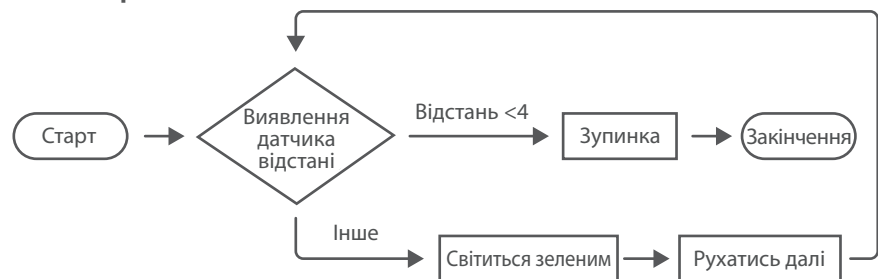 Старт
Виявлення
датчика
відстані
Відстань <4
Зупинка
Закінчення
Інше
Світиться зеленим
Рухатись далі